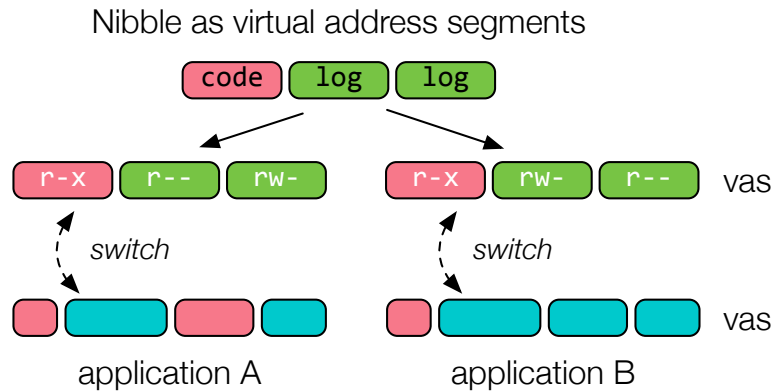 Nibble as virtual address segments
code log log
r-x r-- rw- r-x rw- r-- vas
switch switch
vas
application A application B